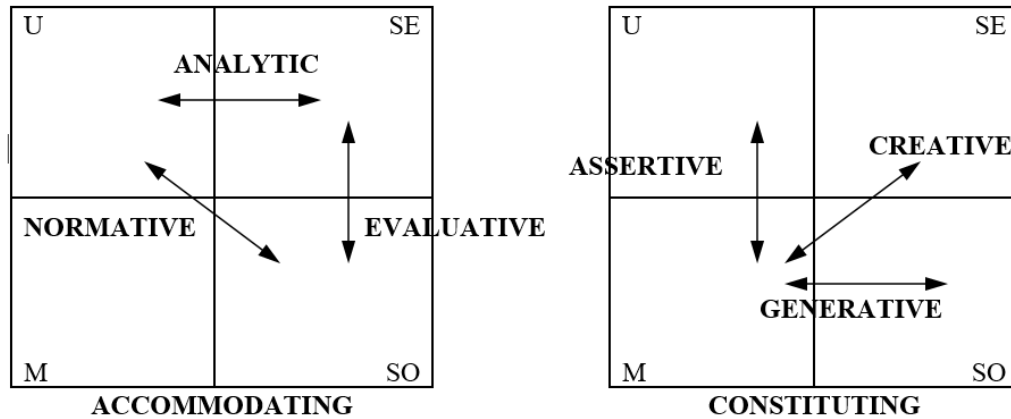 U SE
ANALYTIC
NORMATIVE EVALUATIVE
M SO
ACCOMMODATING
U SE
CREATIVE
ASSERTIVE
GENERATIVE
M SO
CONSTITUTING